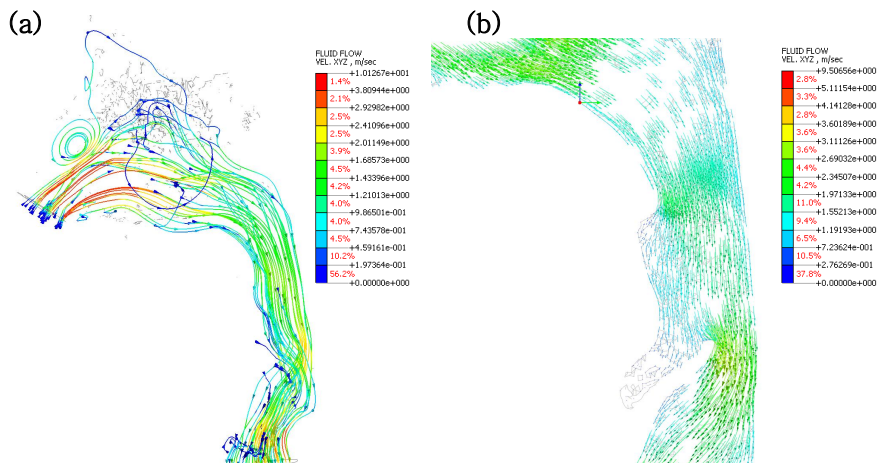 (a)
FLUID FLOW
VEL. XYZ , m/sec
+1.01267e+001
1.4%
+3.80944e+000
2.1%
+2.92982e+000
2.5%
+2.41096e+000
2.5%
+2.01149e+000
3.9%
+1.68573e+000
4.5%
+1.43396e+000
4.2%
+1.21013e+000
4.0%
+9.86501e-001
4.0%
+7.43578e-001
4.5%
+4.59161e-001
10.2%
+1.97364e-001
56.2%
+0.00000e+000
(b)
FLUID FLOW
VEL. XYZ , m/sec
+9.50656e+000
2.8%
+5.11154e+000
3.3%
+4.14128e+000
2.8%
+3.60189e+000
3.6%
+3.11126e+000
3.6%
+2.69032e+000
4.4%
+2.34507e+000
4.2%
+1.97133e+000
11.0%
+1.55213e+000
9.4%
+1.19193e+000
6.5%
+7.23624e-001
10.5%
+2.76269e-001
37.8%
+0.00000e+000